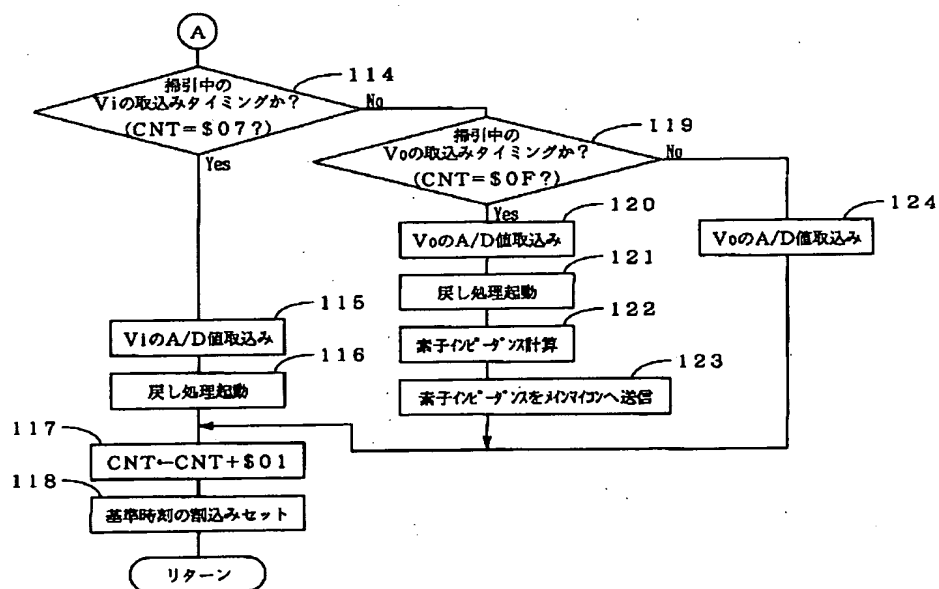 A
114
掃引中の
Viの取込みタイミングか?
(CNT=$07?)
No
Yes
119
掃引中の
Voの取込みタイミングか?
(CNT=$0F?)
No
Yes
120
VoのA/D値取込み
124
VoのA/D値取込み
121
戻し処理起動
115
ViのA/D値取込み
122
素子インピーダンス計算
116
戻し処理起動
123
素子インピーダンスをメインマイコンへ送信
117
CNT←CNT+$01
118
基準時刻の割込みセット
リターン